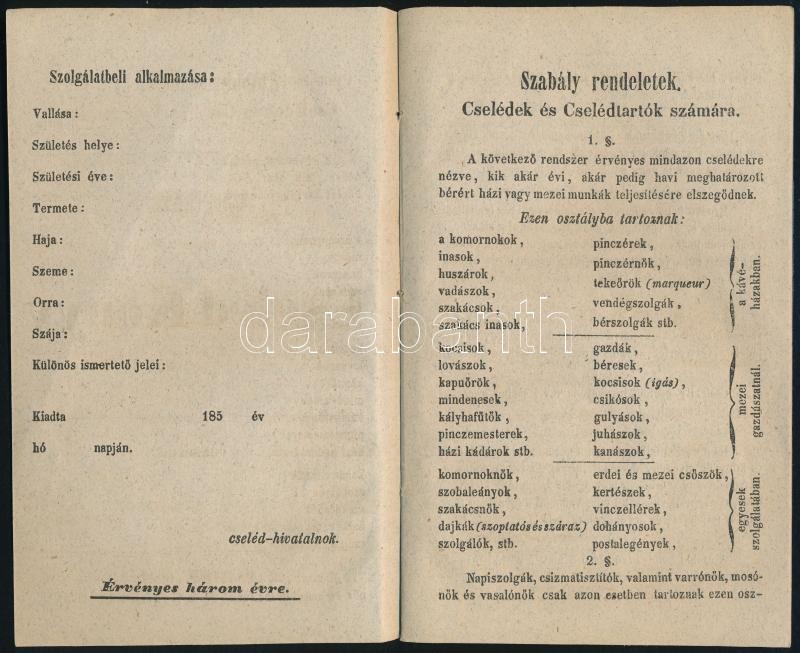 Szolgálatbeli alkalmazása:
Vallása:
Születés helye:
Születési éve:
Termete:
Haja:
Szeme:
Orra:
Szája:
Különös ismertető jelei:
Kiadta 185 év
hó napján.
cseléd-hivatalnok.
Érvényes három évre.
Szabály rendeletek.
Cselédek és Cselédtartók számára.
1. §.
A következő rendszer érvényes mindazon cselédekre
nézve, kik akár évi, akár pedig havi meghatározott
bérért házi vagy mezei munkák teljesítésére elszegődnek.
Ezen osztályba tartoznak:
a komornokok,
inasok,
huszárok,
vadászok,
szakácsok,
szakács inasok,
kocsisok,
lovászok,
kapuőrök,
mindenesek,
kályhafűtők,
pinczemesterek,
házi kádárok stb.
komornoknők,
szobaleányok,
szakácsnők,
dajkák (szoptatós és száraz)
szolgálók, stb.
pinczérek,
pinczérnők,
tekeőrök (marqueur)
vendégszolgák,
bérszolgák stb.
a kávé-
házakban.
gazdák,
béresek,
kocsisok (igás),
csikósok,
gulyások,
juhászok,
kanászok,
mezei
gazdászatnál.
erdei és mezei csőszök,
kertészek,
vinczellérek,
dohányosok,
postalegények,
egyesek
szolgálatában.
2. §.
Napiszolgák, csizmatisztítók, valamint varrónők, mosó-
nők és vasalónők csak azon esetben tartoznak ezen osz-
darabanth